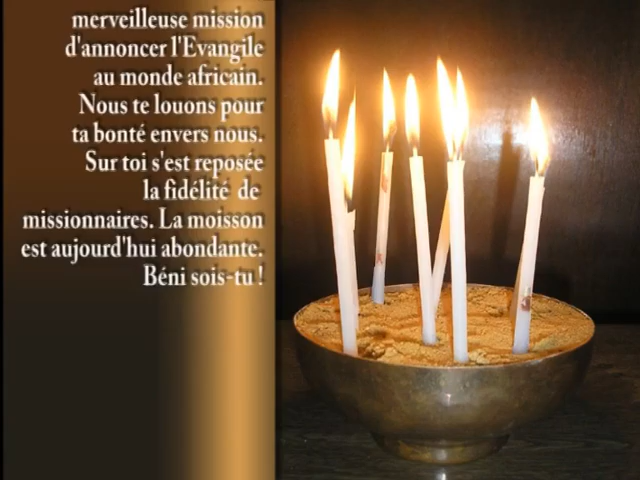 merveilleuse mission
d'annoncer l'Evangile
au monde africain.
Nous te louons pour
ta bonté envers nous.
Sur toi s'est reposée
la fidélité de
missionnaires. La moisson
est aujourd'hui abondante.
Béni sois-tu !